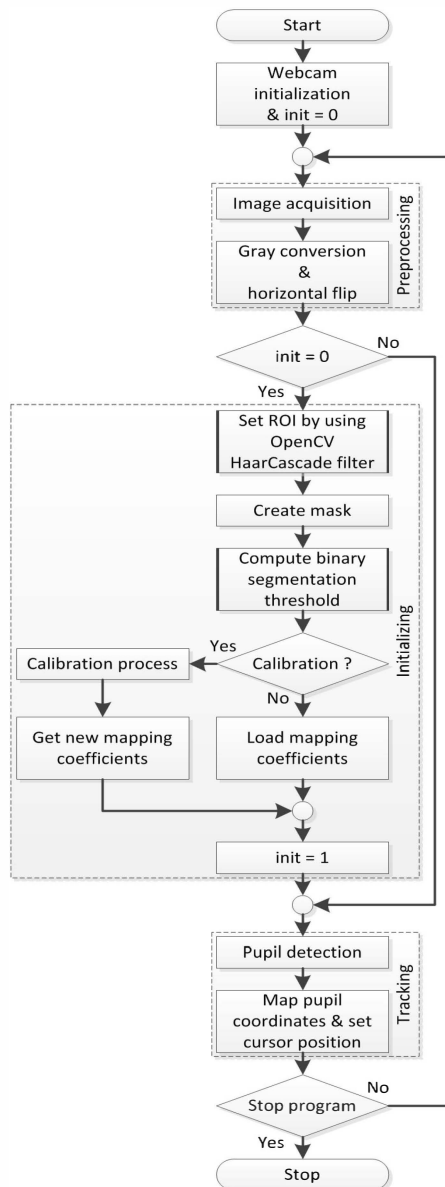 Start
Webcam
initialization
& init = 0
Image acquisition
Gray conversion
&
horizontal flip
Preprocessing
init = 0
No
Yes
Set ROI by using
OpenCV
HaarCascade filter
Create mask
Compute binary
segmentation
threshold
Initializing
Calibration ?
Yes
No
Calibration process
Get new mapping
coefficients
Load mapping
coefficients
init = 1
Pupil detection
Map pupil
coordinates & set
cursor position
Tracking
Stop program
No
Yes
Stop